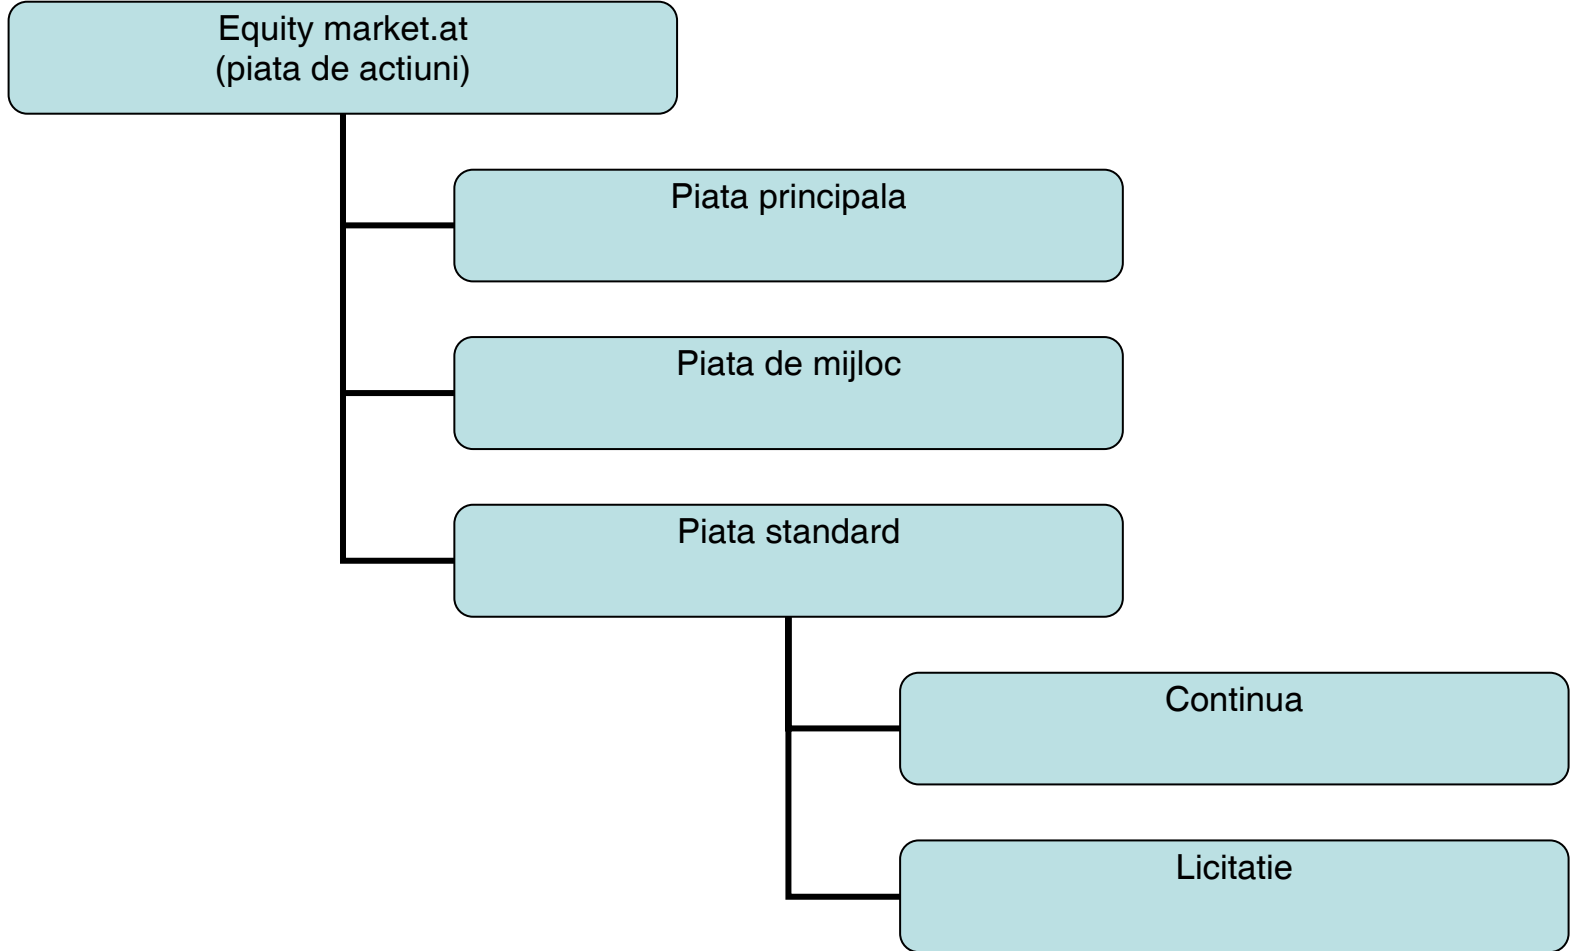 Equity market.at
(piata de actiuni)
Piata principala
Piata de mijloc
Piata standard
Continua
Licitatie